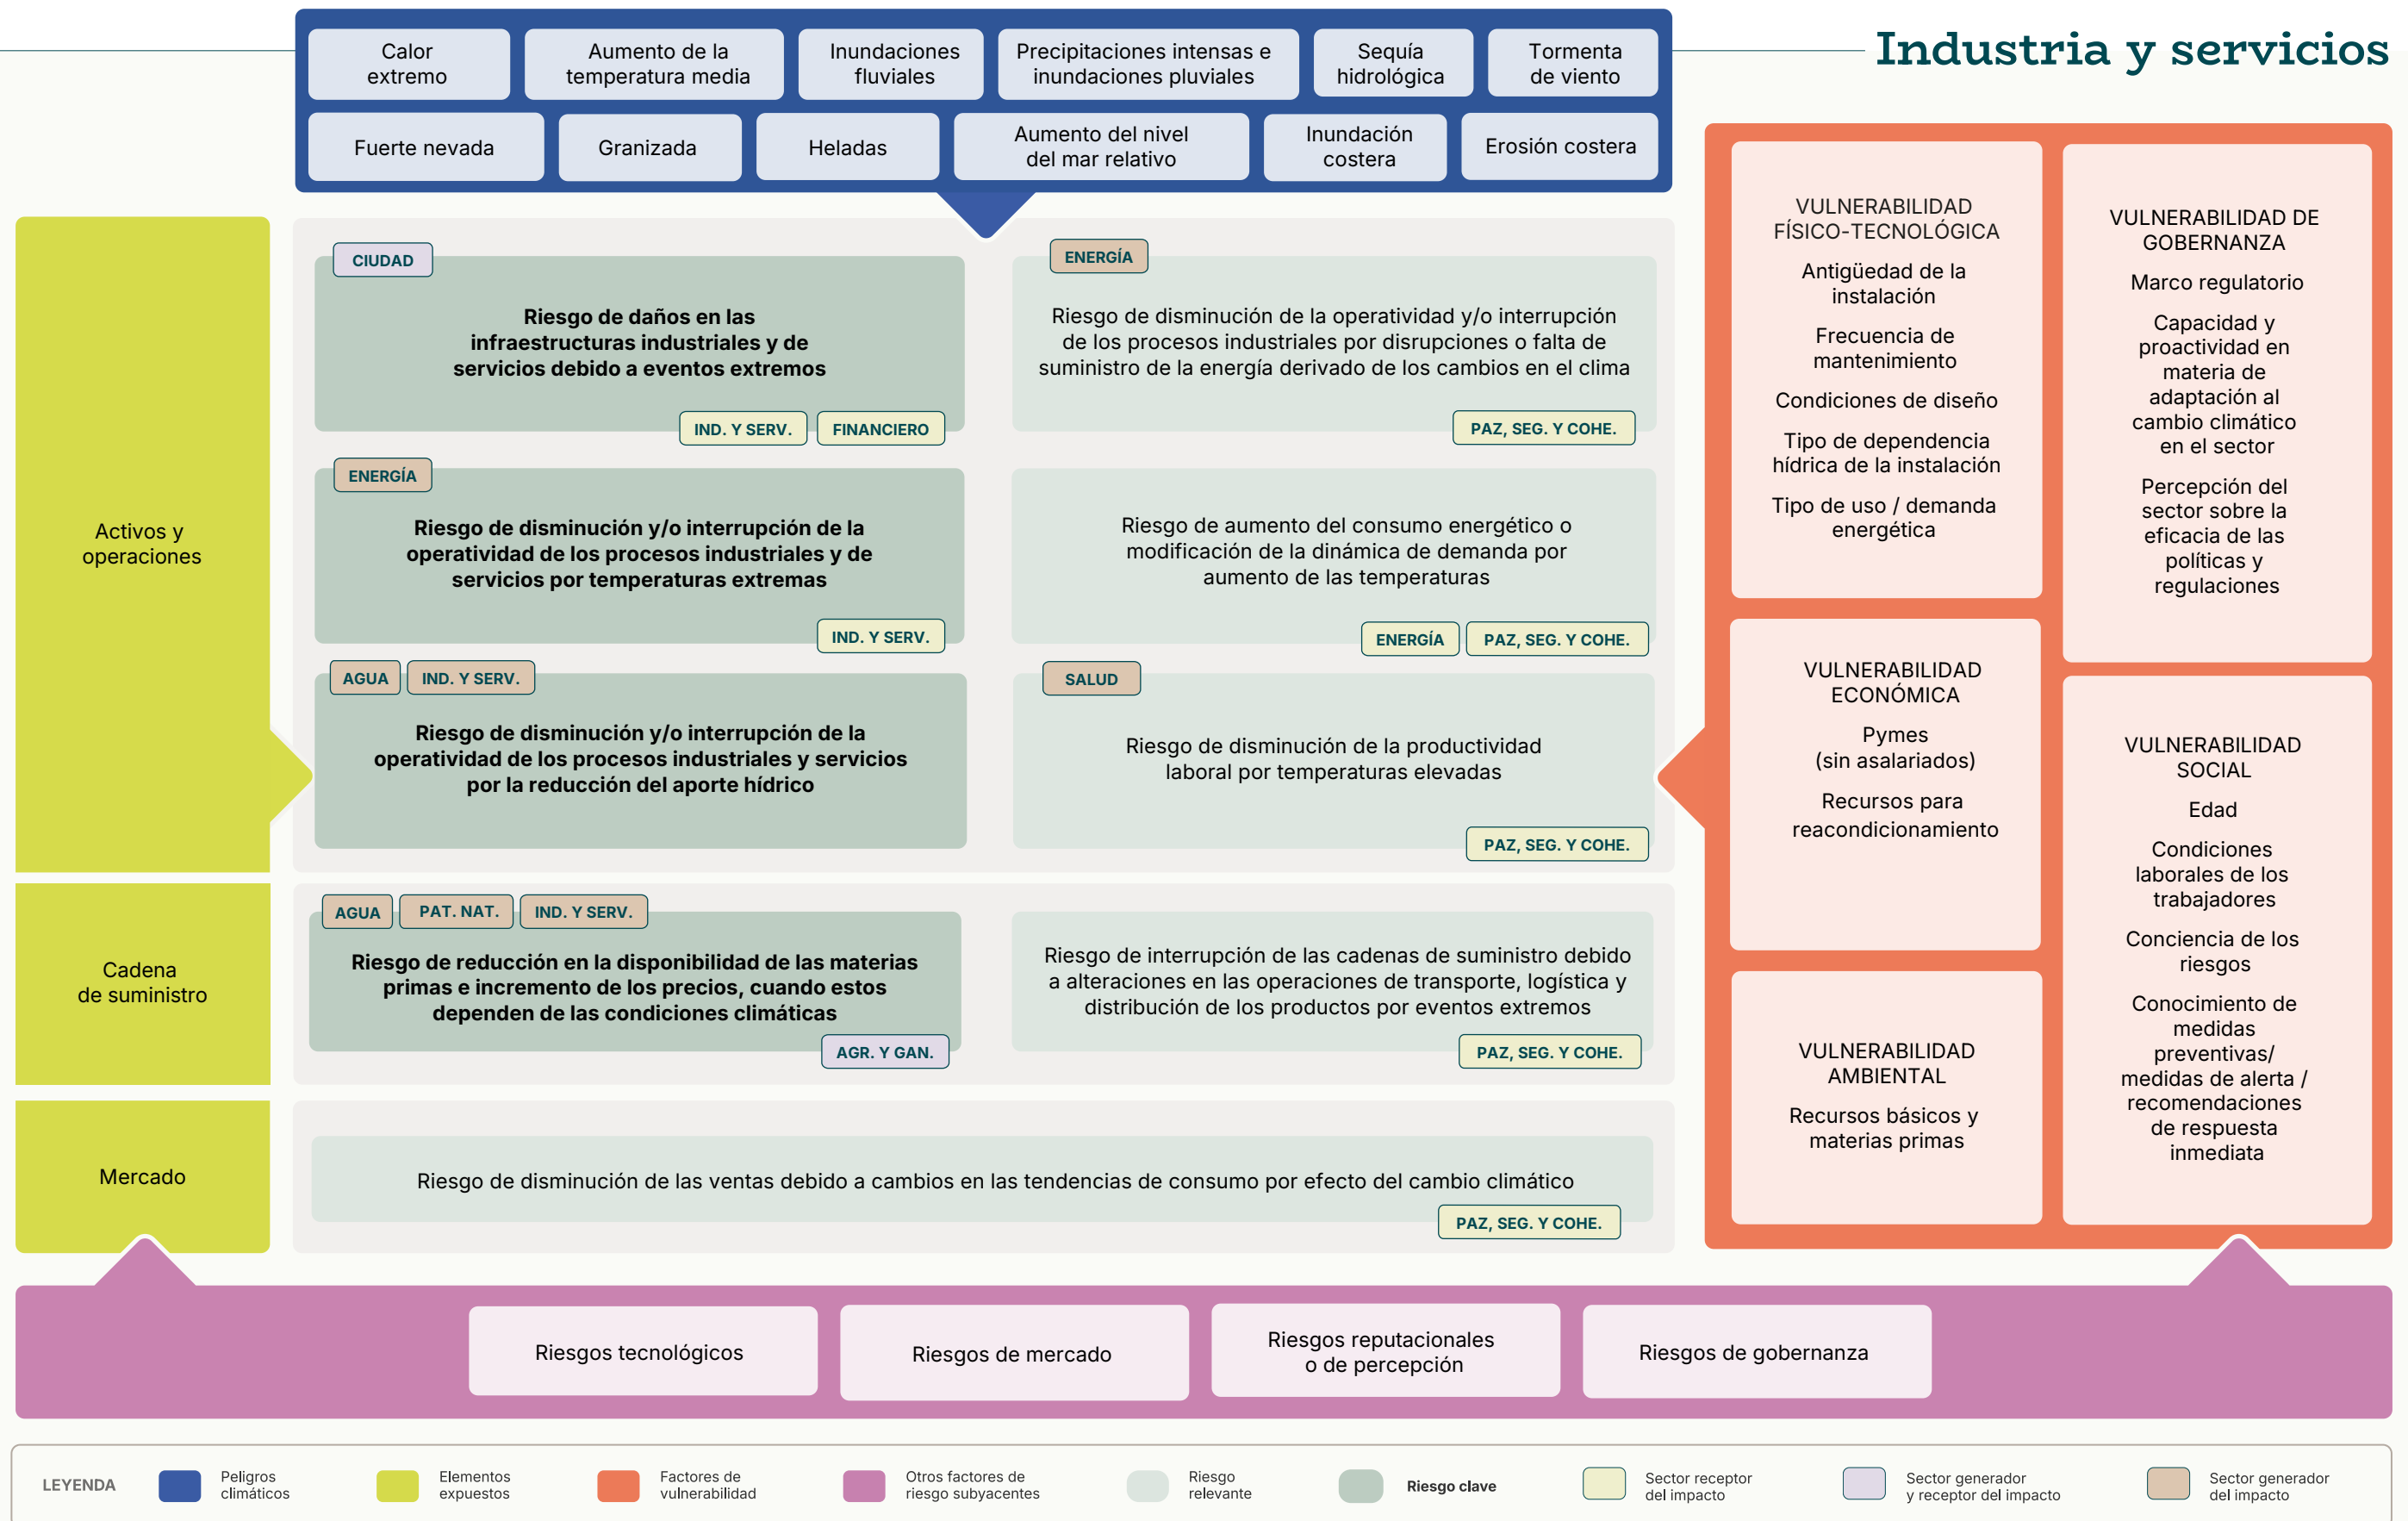 Industria y servicios
Calor
extremo
Aumento de la
temperatura media
Inundaciones
fluviales
Precipitaciones intensas e
inundaciones pluviales
Sequía
hidrológica
Tormenta
de viento
Fuerte nevada
Granizada
Heladas
Aumento del nivel
del mar relativo
Inundación
costera
Erosión costera
Activos y
operaciones
CIUDAD
Riesgo de daños en las
infraestructuras industriales y de
servicios debido a eventos extremos
IND. Y SERV.
FINANCIERO
ENERGÍA
Riesgo de disminución de la operatividad y/o interrupción
de los procesos industriales por disrupciones o falta de
suministro de la energía derivado de los cambios en el clima
PAZ, SEG. Y COHE.
ENERGÍA
Riesgo de disminución y/o interrupción de la
operatividad de los procesos industriales y de
servicios por temperaturas extremas
IND. Y SERV.
Riesgo de aumento del consumo energético o
modificación de la dinámica de demanda por
aumento de las temperaturas
ENERGÍA
PAZ, SEG. Y COHE.
AGUA
IND. Y SERV.
Riesgo de disminución y/o interrupción de la
operatividad de los procesos industriales y servicios
por la reducción del aporte hídrico
SALUD
Riesgo de disminución de la productividad
laboral por temperaturas elevadas
PAZ, SEG. Y COHE.
Cadena
de suministro
AGUA
PAT. NAT.
IND. Y SERV.
Riesgo de reducción en la disponibilidad de las materias
primas e incremento de los precios, cuando estos
dependen de las condiciones climáticas
AGR. Y GAN.
Riesgo de interrupción de las cadenas de suministro debido
a alteraciones en las operaciones de transporte, logística y
distribución de los productos por eventos extremos
PAZ, SEG. Y COHE.
Mercado
Riesgo de disminución de las ventas debido a cambios en las tendencias de consumo por efecto del cambio climático
PAZ, SEG. Y COHE.
VULNERABILIDAD
FÍSICO-TECNOLÓGICA
Antigüedad de la
instalación
Frecuencia de
mantenimiento
Condiciones de diseño
Tipo de dependencia
hídrica de la instalación
Tipo de uso / demanda
energética
VULNERABILIDAD
ECONÓMICA
Pymes
(sin asalariados)
Recursos para
reacondicionamiento
VULNERABILIDAD
AMBIENTAL
Recursos básicos y
materias primas
VULNERABILIDAD DE
GOBERNANZA
Marco regulatorio
Capacidad y
proactividad en
materia de
adaptación al
cambio climático
en el sector
Percepción del
sector sobre la
eficacia de las
políticas y
regulaciones
VULNERABILIDAD
SOCIAL
Edad
Condiciones
laborales de los
trabajadores
Conciencia de los
riesgos
Conocimiento de
medidas
preventivas/
medidas de alerta /
recomendaciones
de respuesta
inmediata
Riesgos tecnológicos
Riesgos de mercado
Riesgos reputacionales
o de percepción
Riesgos de gobernanza
LEYENDA
Peligros
climáticos
Elementos
expuestos
Factores de
vulnerabilidad
Otros factores de
riesgo subyacentes
Riesgo
relevante
Riesgo clave
Sector receptor
del impacto
Sector generador
y receptor del impacto
Sector generador
del impacto